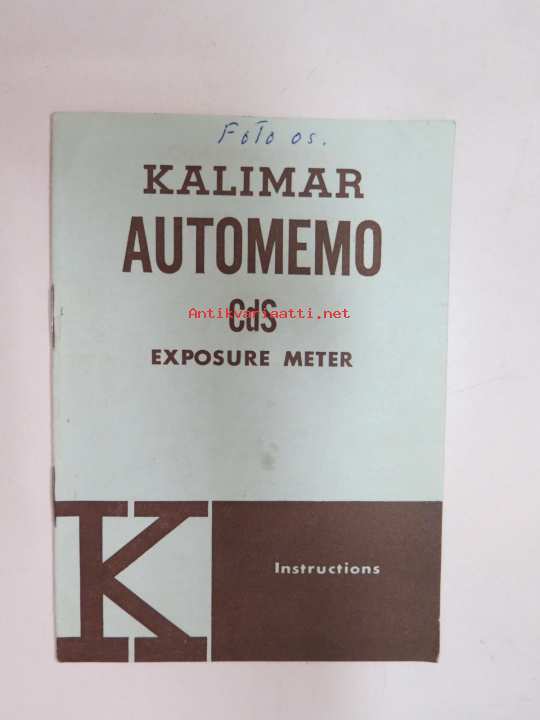 Foto os.
KALIMAR
AUTOMEMO
CdS
Antikvariaatti.net
EXPOSURE METER
K
Instructions